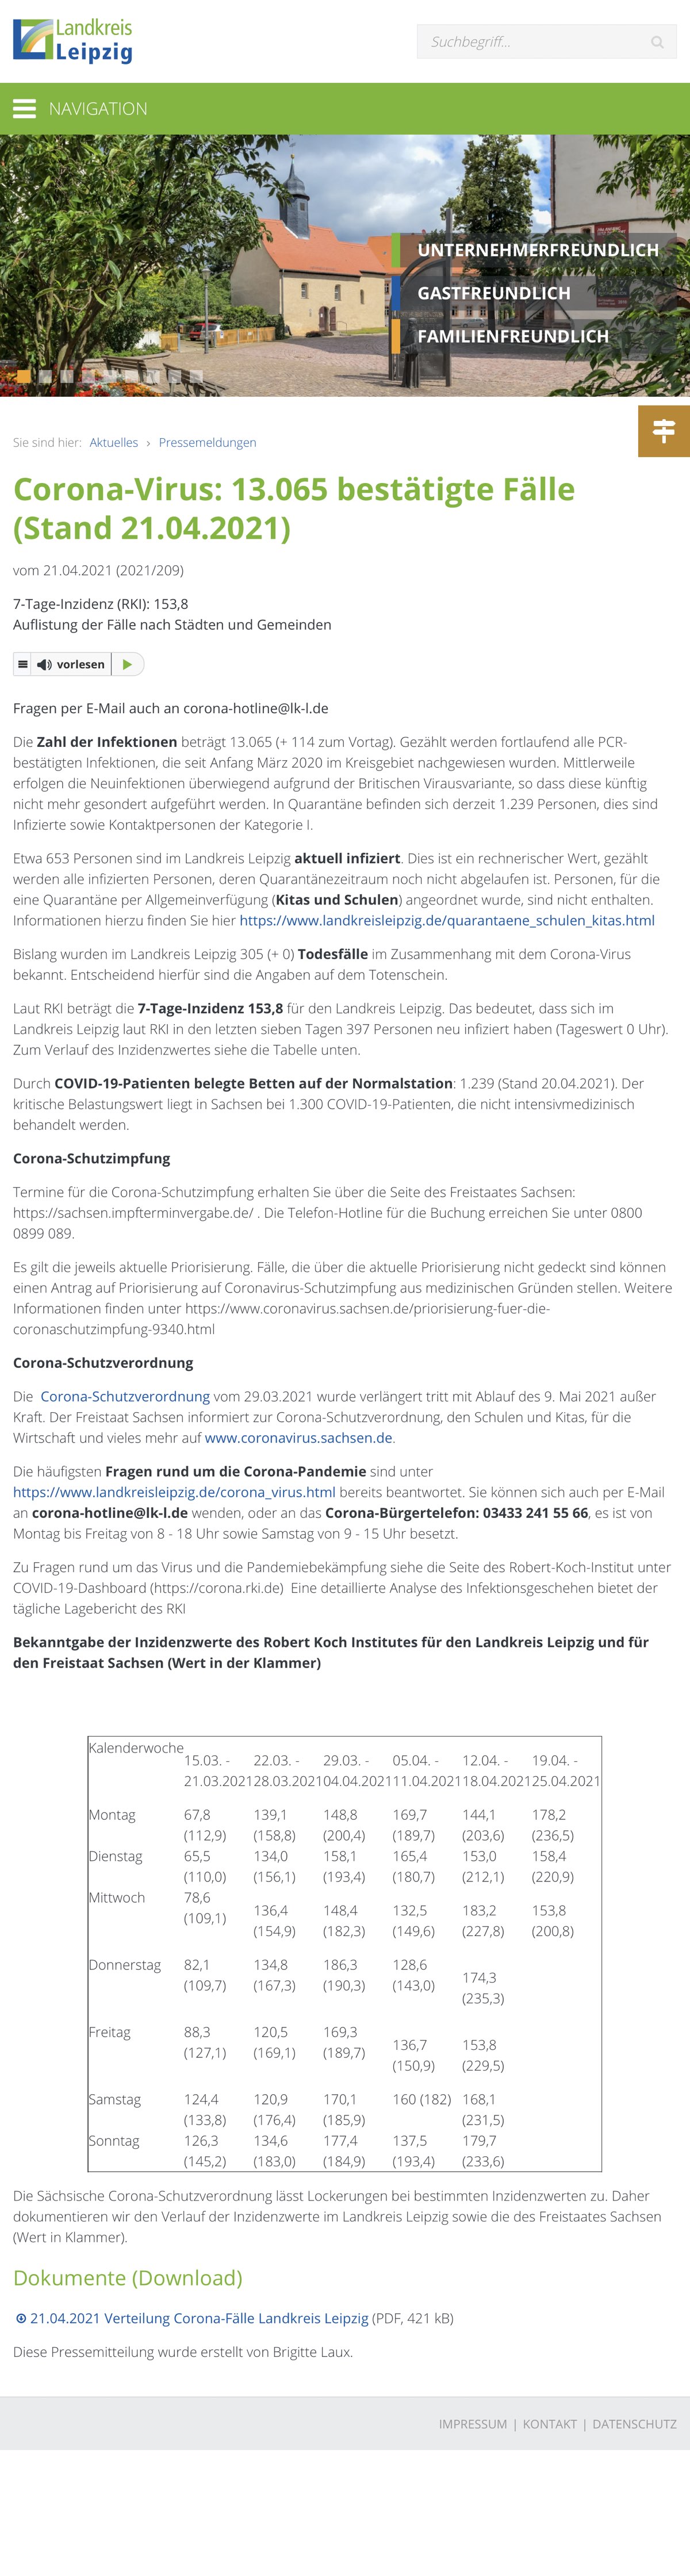 Landkreis
Leipzig
Suchbegriff...
NAVIGATION
UNTERNEHMERFREUNDLICH
GASTFREUNDLICH
FAMILIENFREUNDLICH
Sie sind hier: Aktuelles › Pressemeldungen
Corona-Virus: 13.065 bestätigte Fälle
(Stand 21.04.2021)
vom 21.04.2021 (2021/209)
7-Tage-Inzidenz (RKI): 153,8
Auflistung der Fälle nach Städten und Gemeinden
vorlesen
Fragen per E-Mail auch an corona-hotline@lk-l.de
Die Zahl der Infektionen beträgt 13.065 (+ 114 zum Vortag). Gezählt werden fortlaufend alle PCR-
bestätigten Infektionen, die seit Anfang März 2020 im Kreisgebiet nachgewiesen wurden. Mittlerweile
erfolgen die Neuinfektionen überwiegend aufgrund der Britischen Virausvariante, so dass diese künftig
nicht mehr gesondert aufgeführt werden. In Quarantäne befinden sich derzeit 1.239 Personen, dies sind
Infizierte sowie Kontaktpersonen der Kategorie I.
Etwa 653 Personen sind im Landkreis Leipzig aktuell infiziert. Dies ist ein rechnerischer Wert, gezählt
werden alle infizierten Personen, deren Quarantänezeitraum noch nicht abgelaufen ist. Personen, für die
eine Quarantäne per Allgemeinverfügung (Kitas und Schulen) angeordnet wurde, sind nicht enthalten.
Informationen hierzu finden Sie hier https://www.landkreisleipzig.de/quarantaene_schulen_kitas.html
Bislang wurden im Landkreis Leipzig 305 (+ 0) Todesfälle im Zusammenhang mit dem Corona-Virus
bekannt. Entscheidend hierfür sind die Angaben auf dem Totenschein.
Laut RKI beträgt die 7-Tage-Inzidenz 153,8 für den Landkreis Leipzig. Das bedeutet, dass sich im
Landkreis Leipzig laut RKI in den letzten sieben Tagen 397 Personen neu infiziert haben (Tageswert 0 Uhr).
Zum Verlauf des Inzidenzwertes siehe die Tabelle unten.
Durch COVID-19-Patienten belegte Betten auf der Normalstation: 1.239 (Stand 20.04.2021). Der
kritische Belastungswert liegt in Sachsen bei 1.300 COVID-19-Patienten, die nicht intensivmedizinisch
behandelt werden.
Corona-Schutzimpfung
Termine für die Corona-Schutzimpfung erhalten Sie über die Seite des Freistaates Sachsen:
https://sachsen.impfterminvergabe.de/ . Die Telefon-Hotline für die Buchung erreichen Sie unter 0800
0899 089.
Es gilt die jeweils aktuelle Priorisierung. Fälle, die über die aktuelle Priorisierung nicht gedeckt sind können
einen Antrag auf Priorisierung auf Coronavirus-Schutzimpfung aus medizinischen Gründen stellen. Weitere
Informationen finden unter https://www.coronavirus.sachsen.de/priorisierung-fuer-die-
coronaschutzimpfung-9340.html
Corona-Schutzverordnung
Die  Corona-Schutzverordnung vom 29.03.2021 wurde verlängert tritt mit Ablauf des 9. Mai 2021 außer
Kraft. Der Freistaat Sachsen informiert zur Corona-Schutzverordnung, den Schulen und Kitas, für die
Wirtschaft und vieles mehr auf www.coronavirus.sachsen.de.
Die häufigsten Fragen rund um die Corona-Pandemie sind unter
https://www.landkreisleipzig.de/corona_virus.html bereits beantwortet. Sie können sich auch per E-Mail
an corona-hotline@lk-l.de wenden, oder an das Corona-Bürgertelefon: 03433 241 55 66, es ist von
Montag bis Freitag von 8 - 18 Uhr sowie Samstag von 9 - 15 Uhr besetzt.
Zu Fragen rund um das Virus und die Pandemiebekämpfung siehe die Seite des Robert-Koch-Institut unter
COVID-19-Dashboard (https://corona.rki.de)  Eine detaillierte Analyse des Infektionsgeschehen bietet der
tägliche Lagebericht des RKI
Bekanntgabe der Inzidenzwerte des Robert Koch Institutes für den Landkreis Leipzig und für
den Freistaat Sachsen (Wert in der Klammer)
Kalenderwoche
15.03. - 22.03. - 29.03. - 05.04. - 12.04. - 19.04. -
21.03.2021 28.03.2021 04.04.2021 11.04.2021 18.04.2021 25.04.2021
Montag 67,8 139,1 148,8 169,7 144,1 178,2
(112,9) (158,8) (200,4) (189,7) (203,6) (236,5)
Dienstag 65,5 134,0 158,1 165,4 153,0 158,4
(110,0) (156,1) (193,4) (180,7) (212,1) (220,9)
Mittwoch 78,6 136,4 148,4 132,5 183,2 153,8
(109,1) (154,9) (182,3) (149,6) (227,8) (200,8)
Donnerstag 82,1 134,8 186,3 128,6 174,3
(109,7) (167,3) (190,3) (143,0) (235,3)
Freitag 88,3 120,5 169,3 136,7 153,8
(127,1) (169,1) (189,7) (150,9) (229,5)
Samstag 124,4 120,9 170,1 160 (182) 168,1
(133,8) (176,4) (185,9) (231,5)
Sonntag 126,3 134,6 177,4 137,5 179,7
(145,2) (183,0) (184,9) (193,4) (233,6)
Die Sächsische Corona-Schutzverordnung lässt Lockerungen bei bestimmten Inzidenzwerten zu. Daher
dokumentieren wir den Verlauf der Inzidenzwerte im Landkreis Leipzig sowie die des Freistaates Sachsen
(Wert in Klammer).
Dokumente (Download)
21.04.2021 Verteilung Corona-Fälle Landkreis Leipzig (PDF, 421 kB)
Diese Pressemitteilung wurde erstellt von Brigitte Laux.
IMPRESSUM | KONTAKT | DATENSCHUTZ